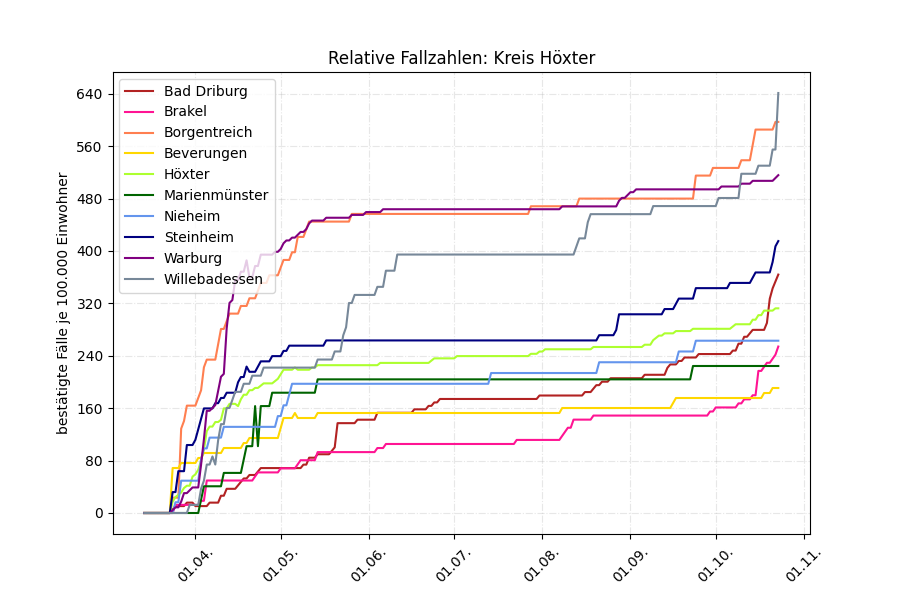 Relative Fallzahlen: Kreis Höxter
bestätigte Fälle je 100.000 Einwohner
640
560
480
400
320
240
160
80
0
Bad Driburg
Brakel
Borgentreich
Beverungen
Höxter
Marienmünster
Nieheim
Steinheim
Warburg
Willebadessen
01.04.
01.05.
01.06.
01.07.
01.08.
01.09.
01.10.
01.11.